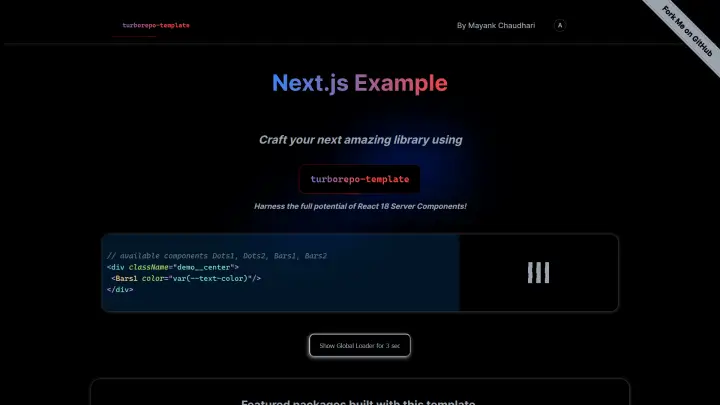 turborepo-template
By Mayank Chaudhari
A
Fork Me on GitHub
Next.js Example
Craft your next amazing library using
turborepo-template
Harness the full potential of React 18 Server Components!
// available components Dots1, Dots2, Bars1, Bars2
<div className="demo__center">
<Bars1 color="var(--text-color)"/>
</div>
Show Global Loader for 3 sec
Featured packages built with this template